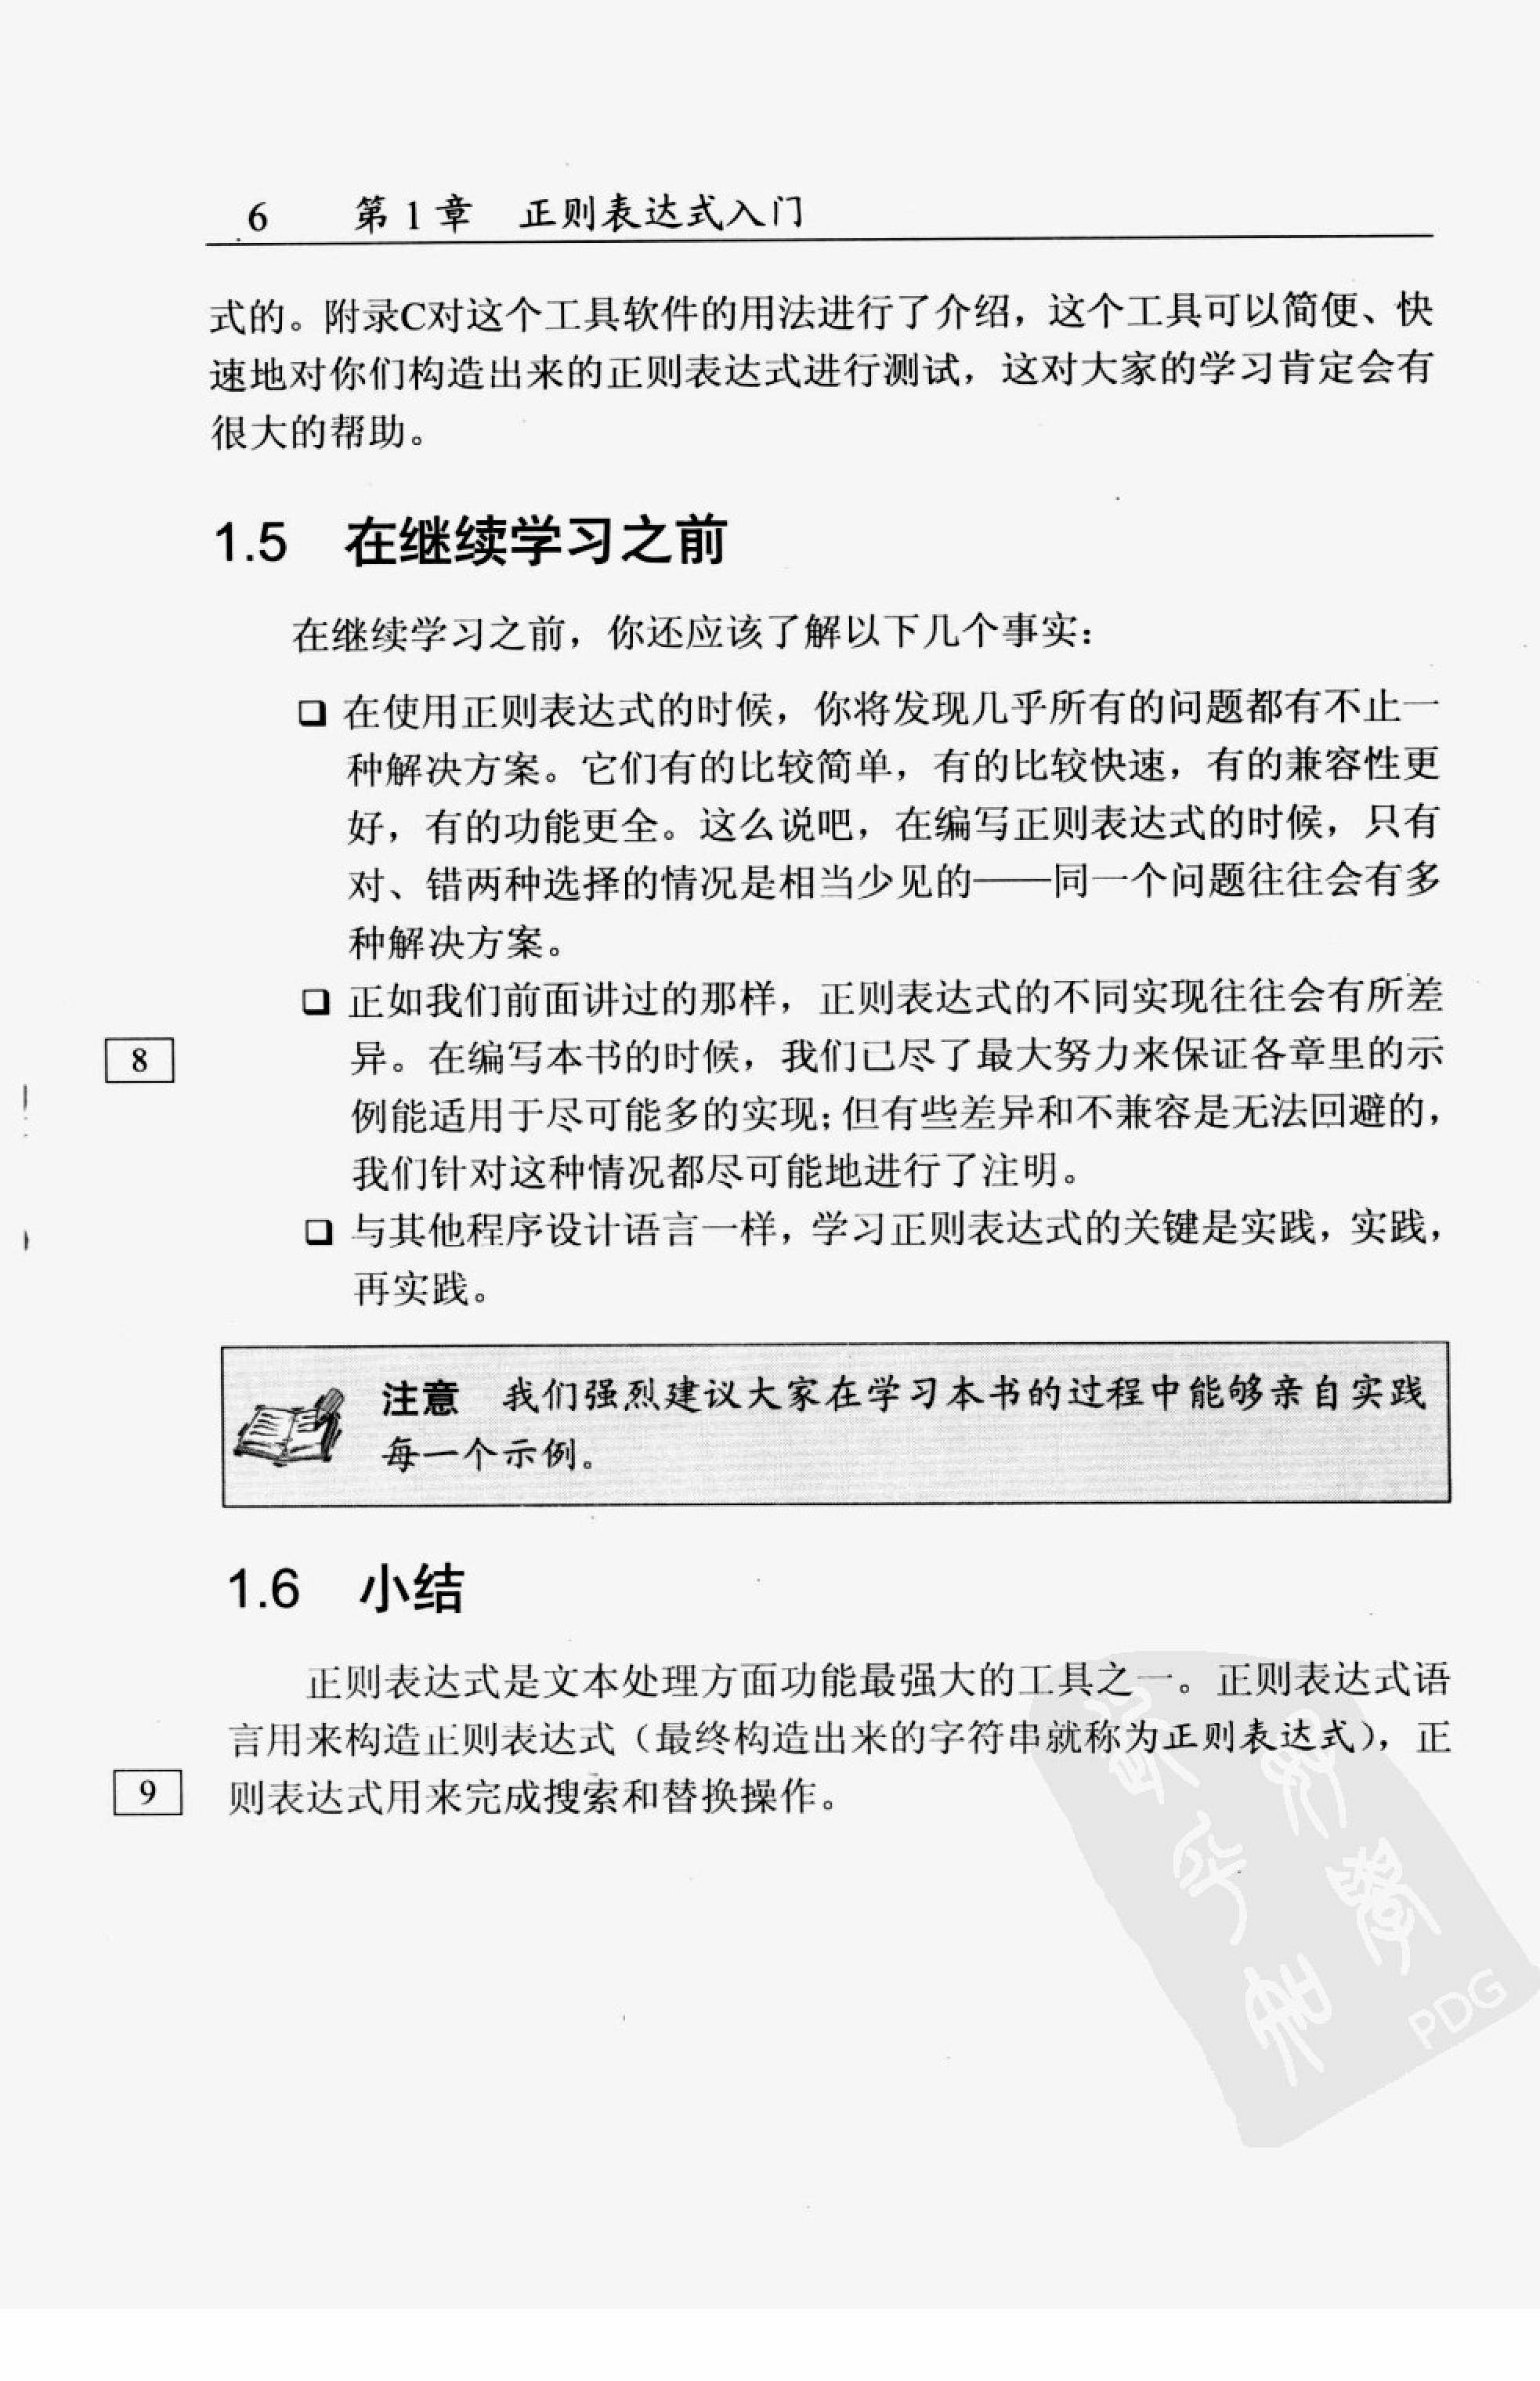 6 第1章 正则表达式入门
式的。附录C对这个工具软件的用法进行了介绍，这个工具可以简便、快
速地对你们构造出来的正则表达式进行测试，这对大家的学习肯定会有
很大的帮助。
1.5 在继续学习之前
在继续学习之前，你还应该了解以下几个事实：
❑ 在使用正则表达式的时候，你将发现几乎所有的问题都有不止一
种解决方案。它们有的比较简单，有的比较快速，有的兼容性更
好，有的功能更全。这么说吧，在编写正则表达式的时候，只有
对、错两种选择的情况是相当少见的——同一个问题往往会有多
种解决方案。
❑ 正如我们前面讲过的那样，正则表达式的不同实现往往会有所差
8
异。在编写本书的时候，我们已尽了最大努力来保证各章里的示
例能适用于尽可能多的实现；但有些差异和不兼容是无法回避的，
我们针对这种情况都尽可能地进行了注明。
❑ 与其他程序设计语言一样，学习正则表达式的关键是实践，实践，
再实践。
注意 我们强烈建议大家在学习本书的过程中能够亲自实践
每一个示例。
1.6 小结
正则表达式是文本处理方面功能最强大的工具之一。正则表达式语
言用来构造正则表达式（最终构造出来的字符串就称为正则表达式），正
9
则表达式用来完成搜索和替换操作。
PDG